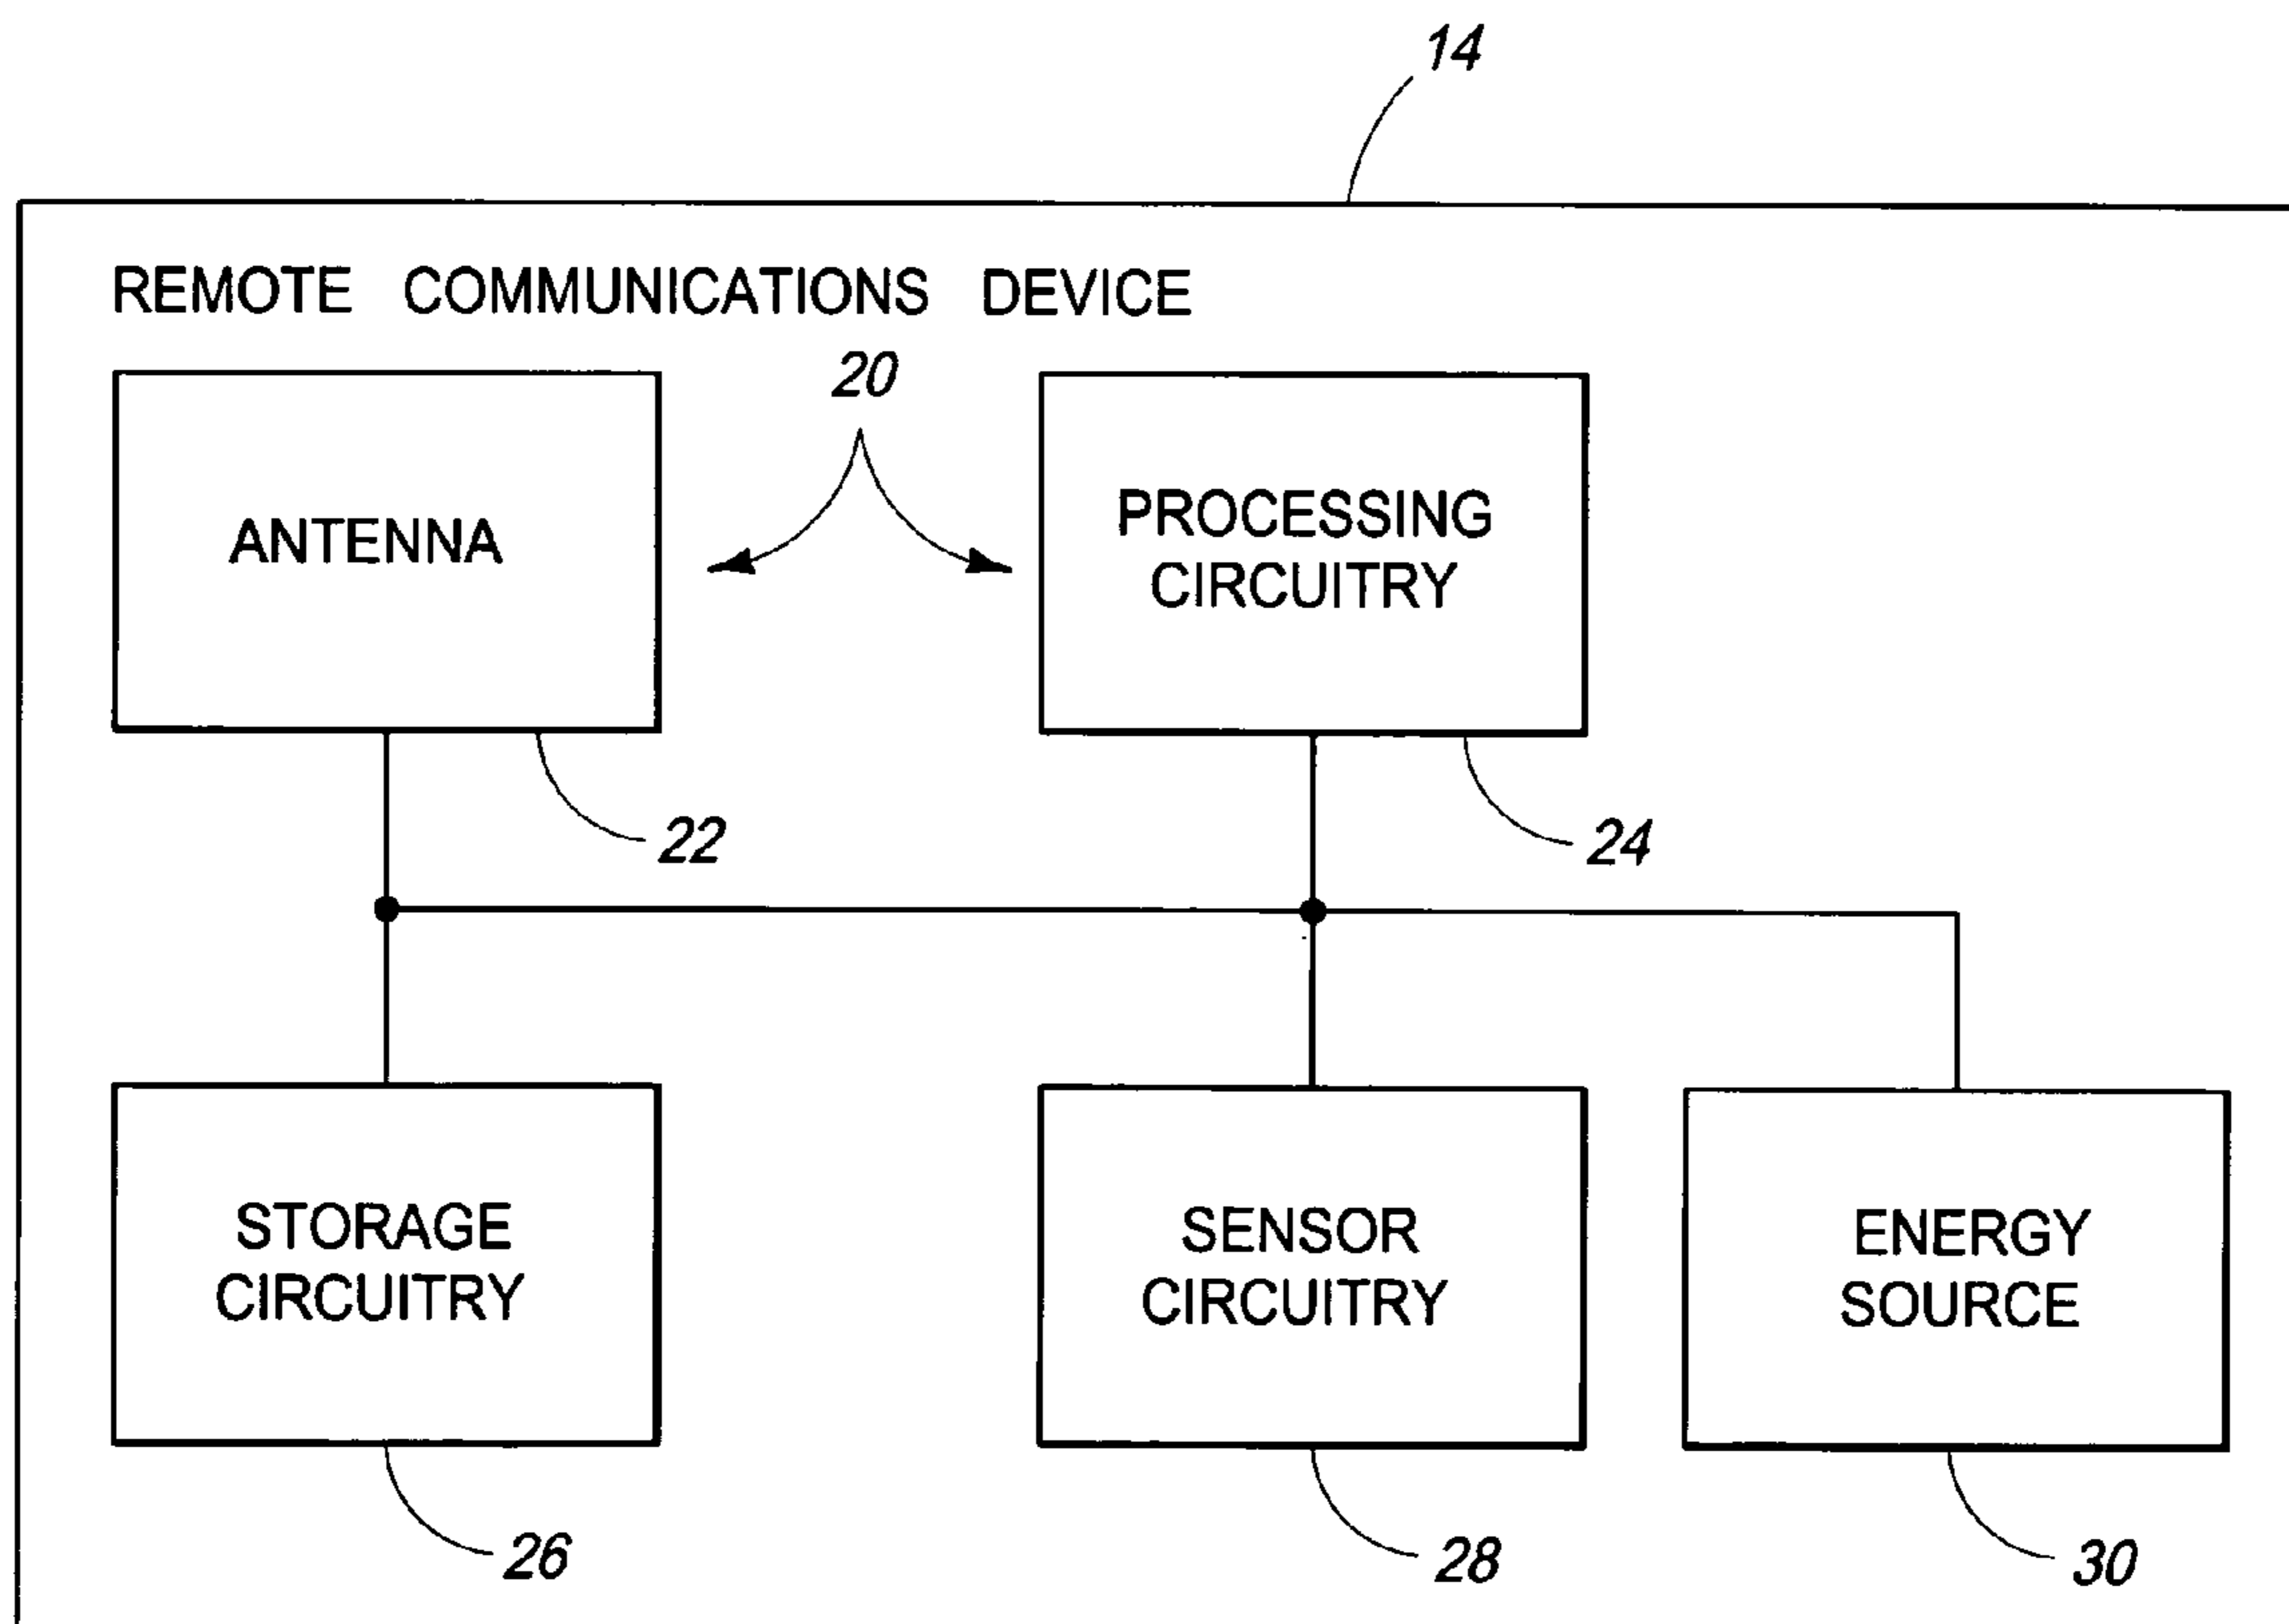 14
REMOTE COMMUNICATIONS DEVICE
20
ANTENNA
PROCESSING
CIRCUITRY
22
24
STORAGE
CIRCUITRY
SENSOR
CIRCUITRY
ENERGY
SOURCE
26
28
30